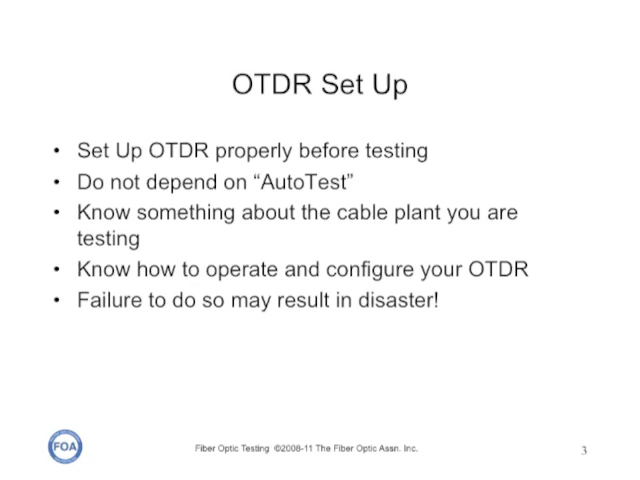 OTDR Set Up
• Set Up OTDR properly before testing
• Do not depend on “AutoTest”
• Know something about the cable plant you are
testing
• Know how to operate and configure your OTDR
• Failure to do so may result in disaster!
FOA
Fiber Optic Testing ©2008-11 The Fiber Optic Assn. Inc.
3